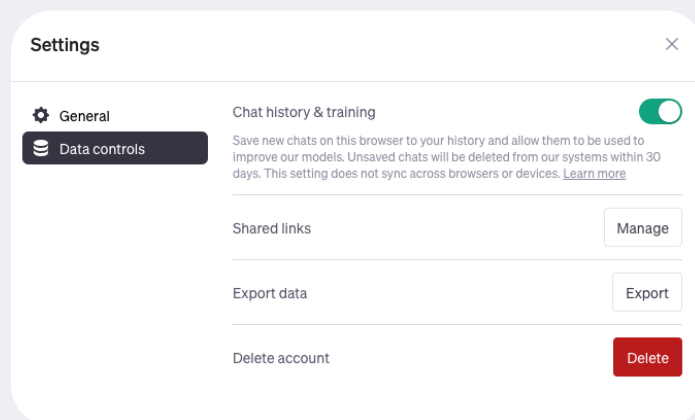 Settings
General
Data controls
Chat history & training
Save new chats on this browser to your history and allow them to be used to
improve our models. Unsaved chats will be deleted from our systems within 30
days. This setting does not sync across browsers or devices. Learn more
Shared links
Manage
Export data
Export
Delete account
Delete